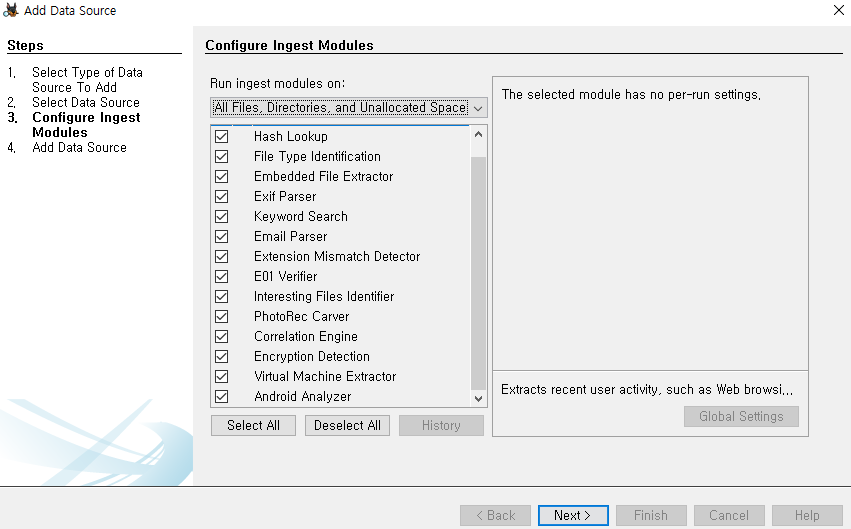 Add Data Source
Steps
1. Select Type of Data
Source To Add
2. Select Data Source
3. Configure Ingest
Modules
4. Add Data Source
Configure Ingest Modules
Run ingest modules on:
All Files, Directories, and Unallocated Space
Hash Lookup
File Type Identification
Embedded File Extractor
Exif Parser
Keyword Search
Email Parser
Extension Mismatch Detector
E01 Verifier
Interesting Files Identifier
PhotoRec Carver
Correlation Engine
Encryption Detection
Virtual Machine Extractor
Android Analyzer
Select All
Deselect All
History
The selected module has no per-run settings.
Extracts recent user activity, such as Web browsi...
Global Settings
< Back
Next >
Finish
Cancel
Help